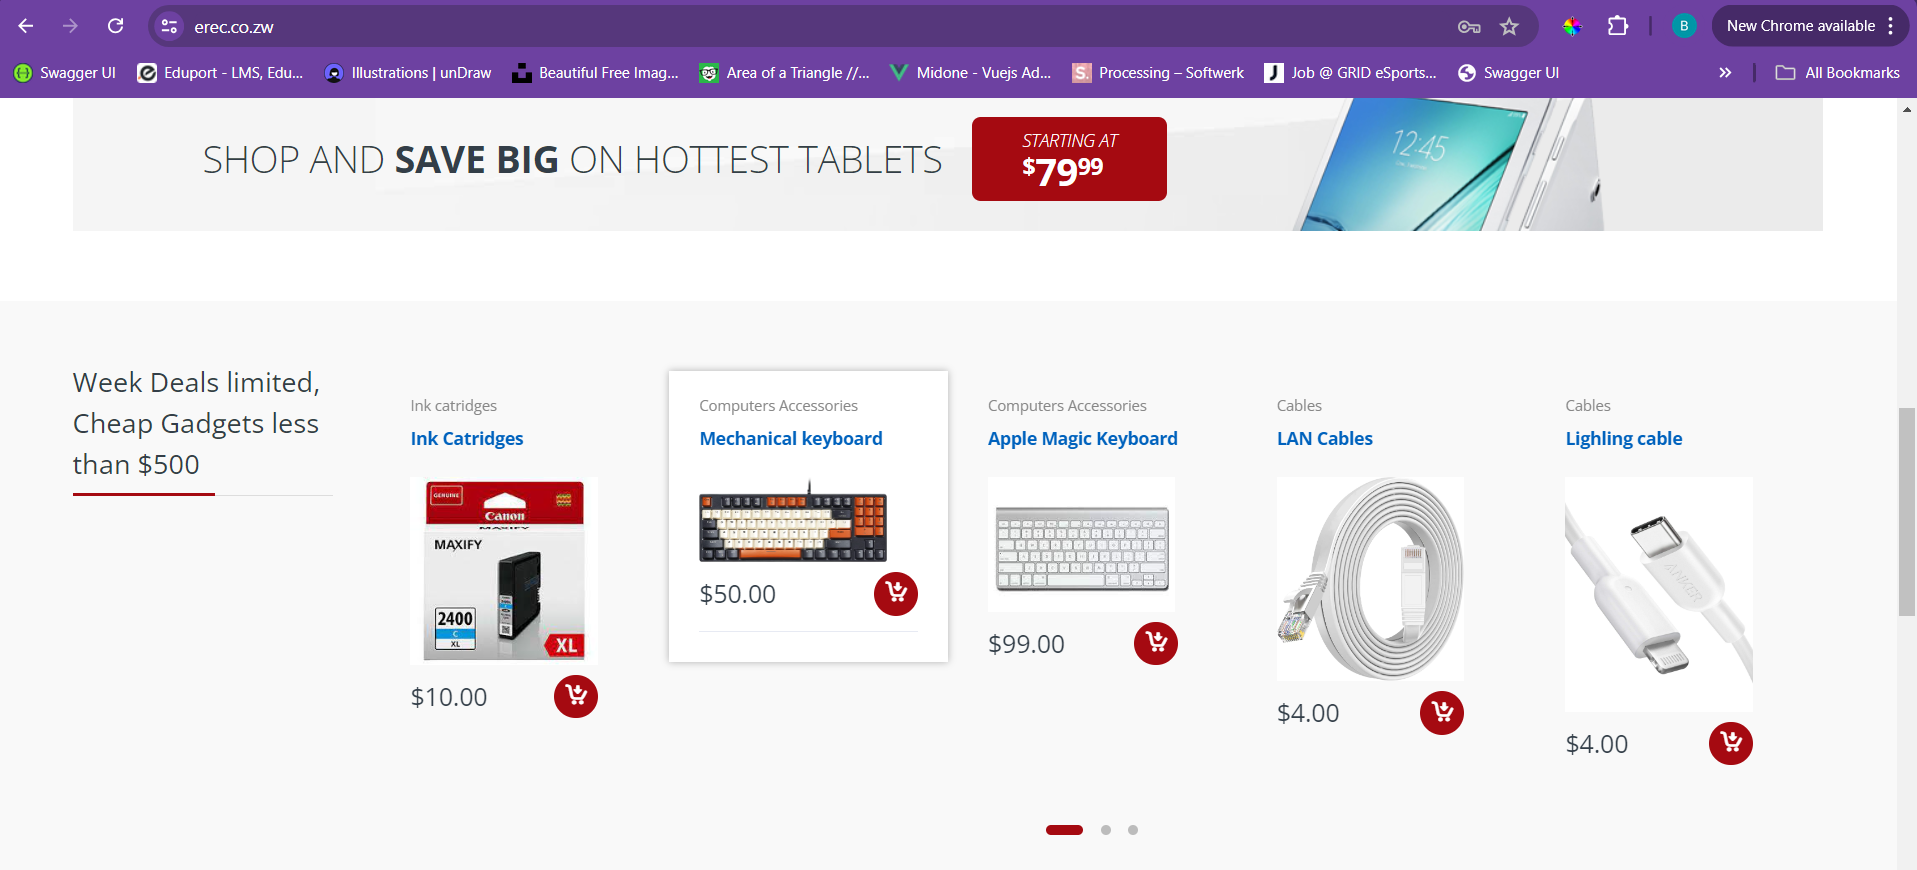 erec.co.zw
New Chrome available
B
Swagger UI
Eduport - LMS, Edu...
Illustrations | unDraw
Beautiful Free Imag...
Area of a Triangle //...
Midone - Vuejs Ad...
S.
Processing – Softwerk
J
Job @ GRID eSports...
Swagger UI
All Bookmarks
SHOP AND SAVE BIG ON HOTTEST TABLETS
STARTING AT
$7999
12:45
Week Deals limited,
Cheap Gadgets less
than $500
Ink catridges
Ink Catridges
GENUINE
Canon
MAXIFY
MAXIFY
2400
C
XL
XL
$10.00
Computers Accessories
Mechanical keyboard
$50.00
Computers Accessories
Apple Magic Keyboard
$99.00
Cables
LAN Cables
$4.00
Cables
Lighling cable
ANKER
$4.00